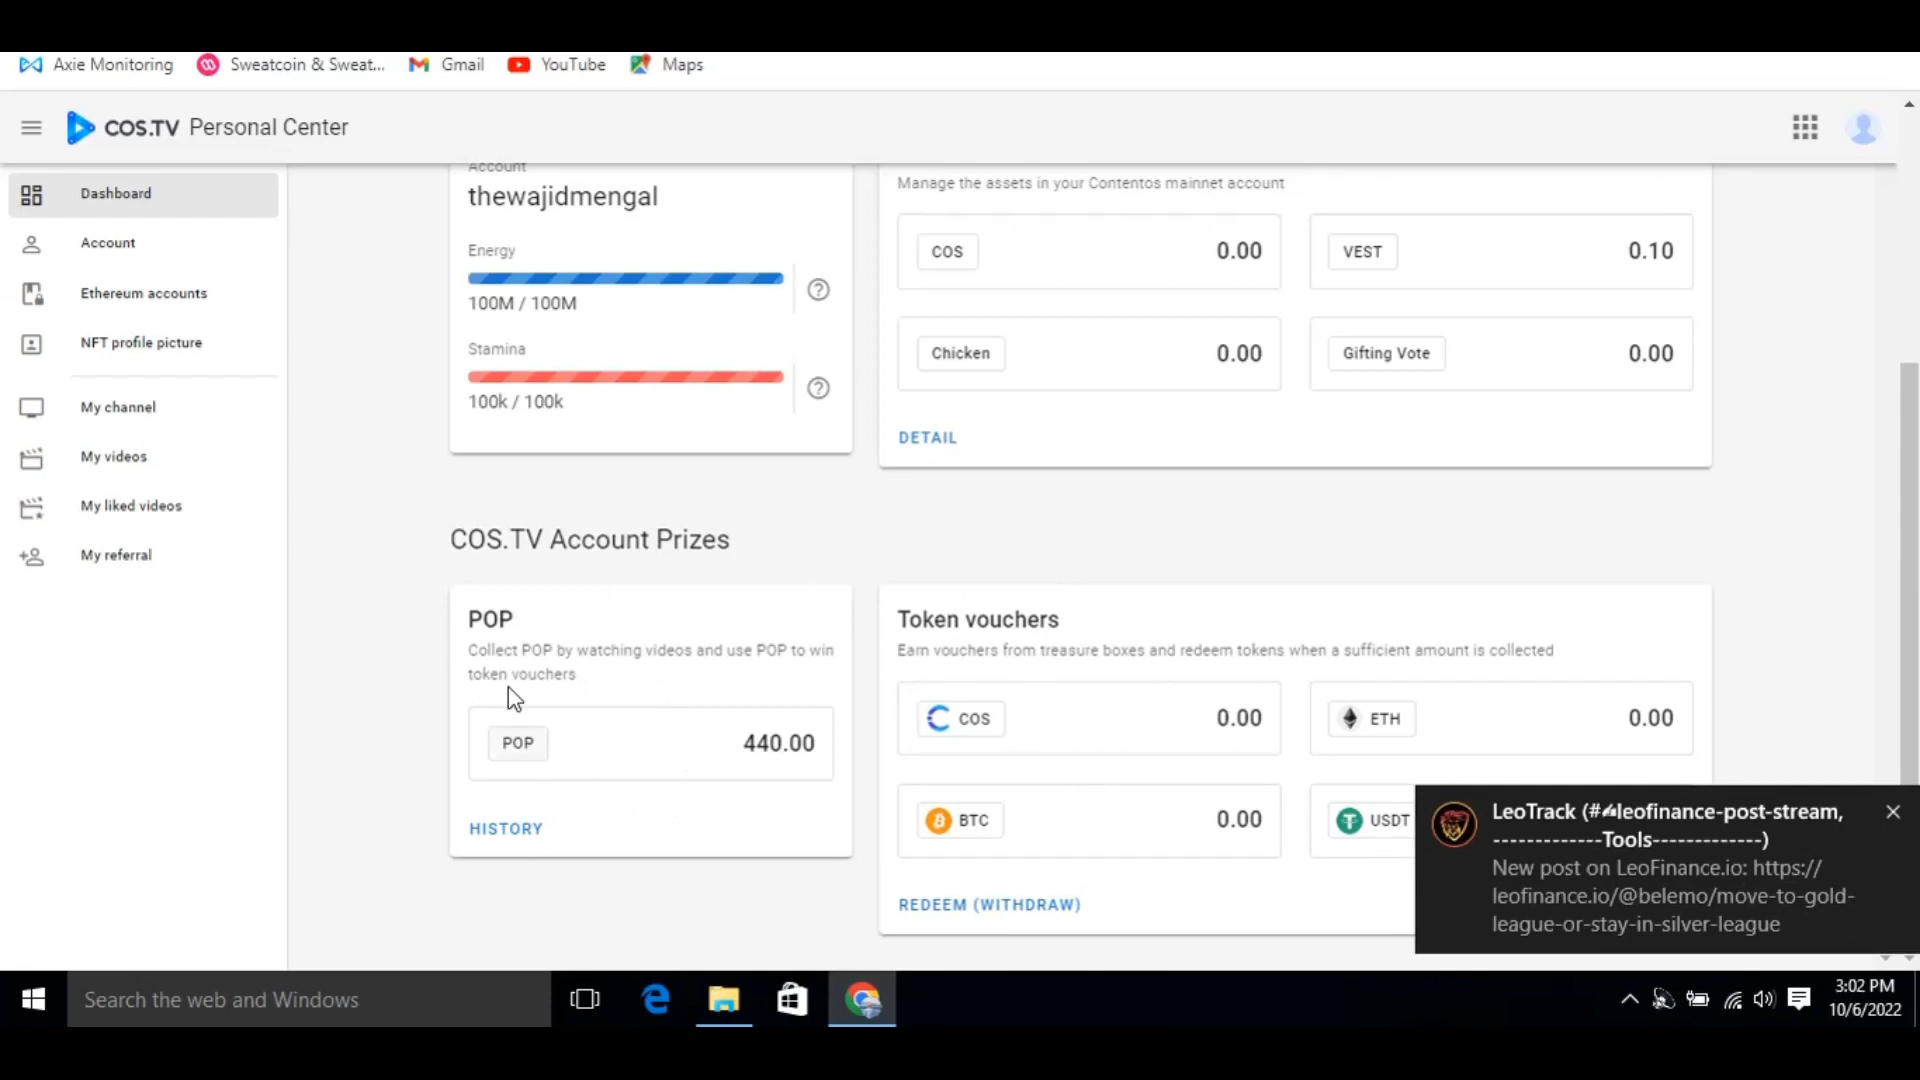 Axie Monitoring
Sweatcoin & Sweat...
Gmail
YouTube
Maps
COS.TV Personal Center
Dashboard
Account
Ethereum accounts
NFT profile picture
My channel
My videos
My liked videos
My referral
Account
thewajidmengal
Energy
100M / 100M
Stamina
100k / 100k
Manage the assets in your Contentos mainnet account
COS 0.00
VEST 0.10
Chicken 0.00
Gifting Vote 0.00
DETAIL
COS.TV Account Prizes
POP
Collect POP by watching videos and use POP to win
token vouchers
POP 440.00
HISTORY
Token vouchers
Earn vouchers from treasure boxes and redeem tokens when a sufficient amount is collected
COS 0.00
ETH 0.00
BTC 0.00
USDT
REDEEM (WITHDRAW)
LeoTrack (#🦁leofinance-post-stream,
-------------Tools-------------)
New post on LeoFinance.io: https://
leofinance.io/@belemo/move-to-gold-
league-or-stay-in-silver-league
Search the web and Windows
3:02 PM
10/6/2022